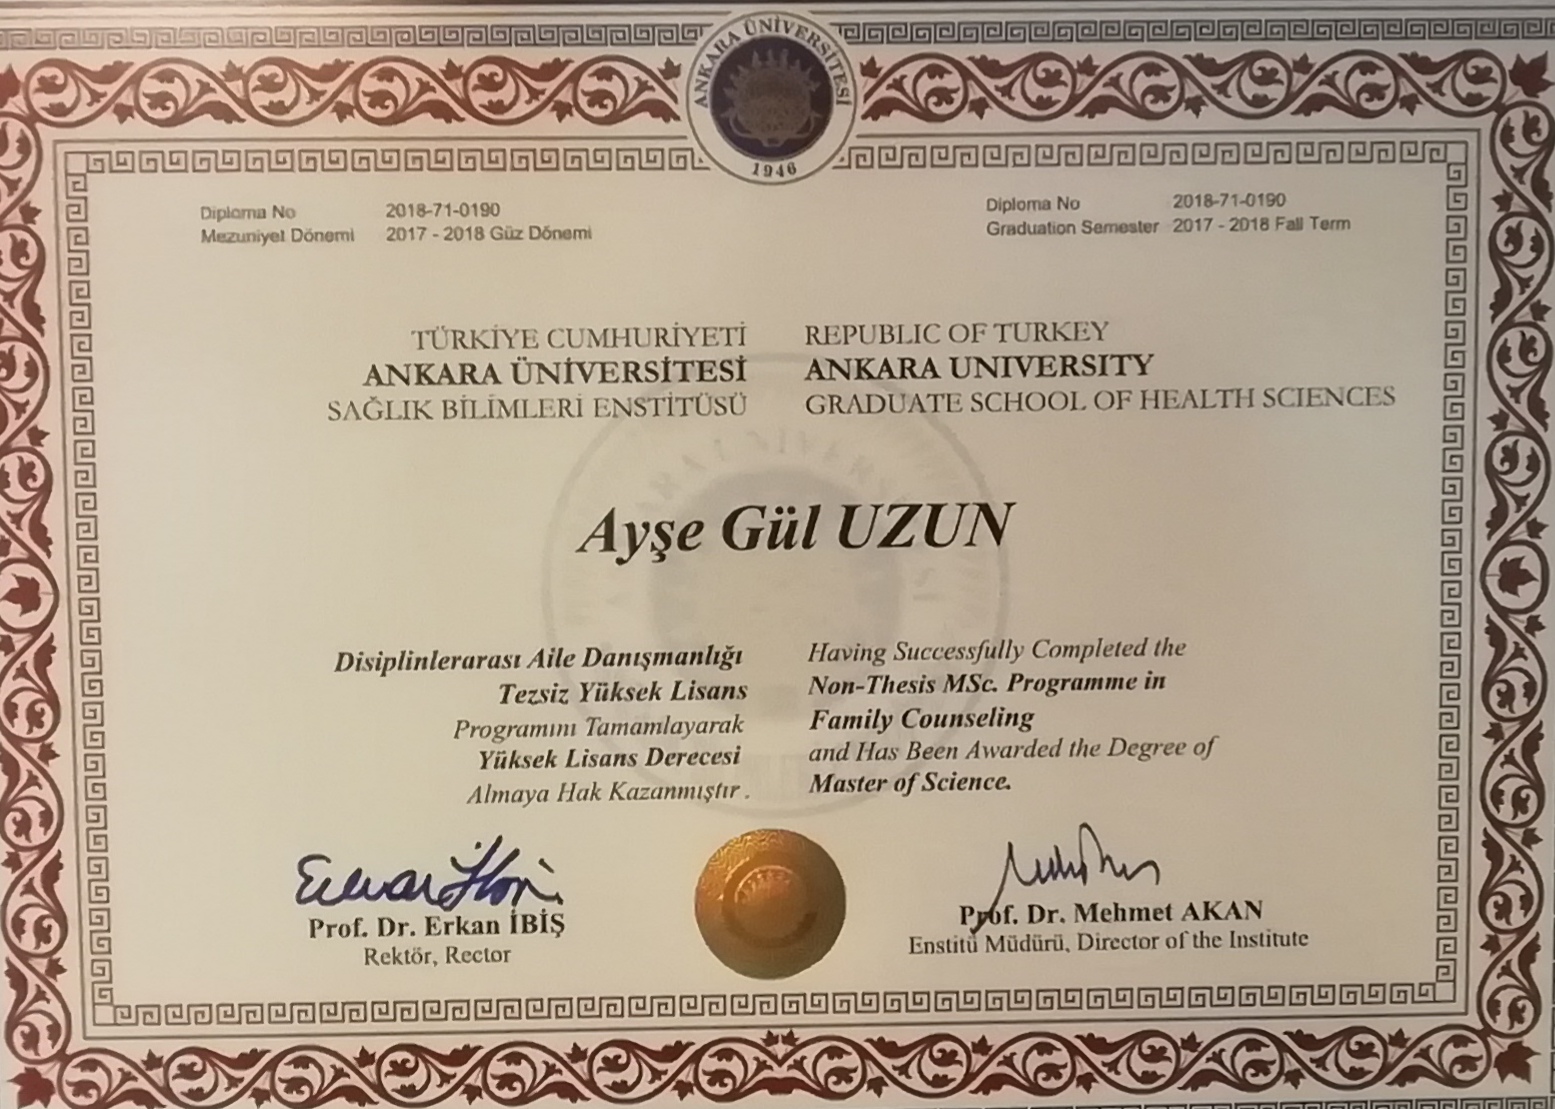 ANKARA ÜNİVERSİTESİ
1946
Diploma No 2018-71-0190
Mezuniyet Dönemi 2017 - 2018 Güz Dönemi
Diploma No 2018-71-0190
Graduation Semester 2017 - 2018 Fall Term
TÜRKİYE CUMHURİYETİ
ANKARA ÜNİVERSİTESİ
SAĞLIK BİLİMLERİ ENSTİTÜSÜ
REPUBLIC OF TURKEY
ANKARA UNIVERSITY
GRADUATE SCHOOL OF HEALTH SCIENCES
Ayşe Gül UZUN
Disiplinlerarası Aile Danışmanlığı
Tezsiz Yüksek Lisans
Programını Tamamlayarak
Yüksek Lisans Derecesi
Almaya Hak Kazanmıştır.
Having Successfully Completed the
Non-Thesis MSc. Programme in
Family Counseling
and Has Been Awarded the Degree of
Master of Science.
Prof. Dr. Erkan İBİŞ
Rektör, Rector
Prof. Dr. Mehmet AKAN
Enstitü Müdürü, Director of the Institute